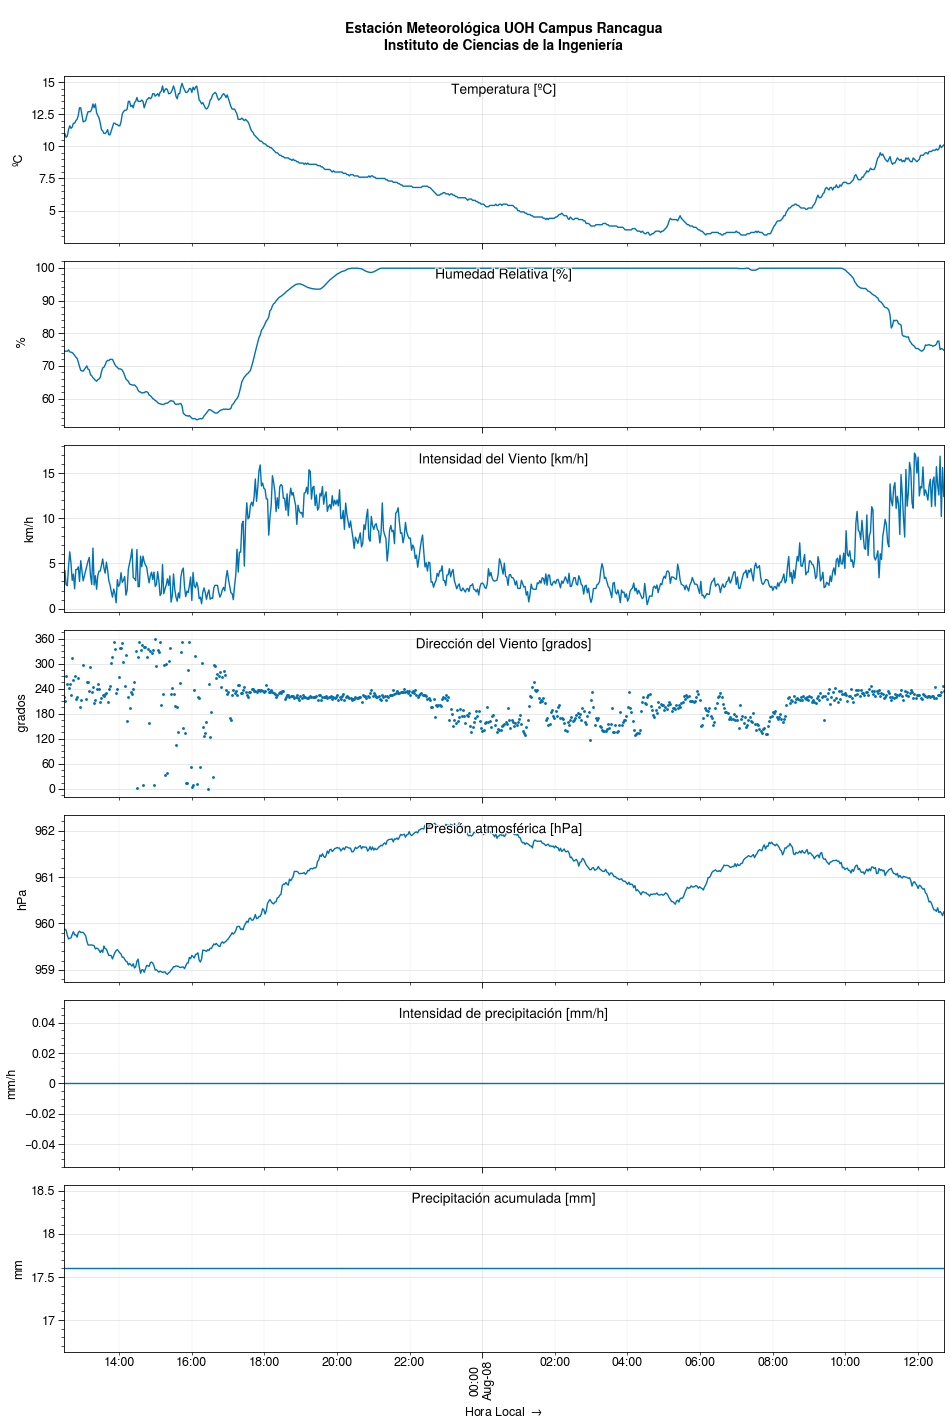 Estación Meteorológica UOH Campus Rancagua
Instituto de Ciencias de la Ingeniería
Temperatura [ºC]
15
12.5
10
7.5
5
ºC
Humedad Relativa [%]
100
90
80
70
60
%
Intensidad del Viento [km/h]
15
10
5
0
km/h
Dirección del Viento [grados]
360
300
240
180
120
60
0
grados
Presión atmosférica [hPa]
962
961
960
959
hPa
Intensidad de precipitación [mm/h]
0.04
0.02
0
−0.02
−0.04
mm/h
Precipitación acumulada [mm]
18.5
18
17.5
17
mm
14:00 16:00 18:00 20:00 22:00 00:00 02:00 04:00 06:00 08:00 10:00 12:00
Aug-08
Hora Local →